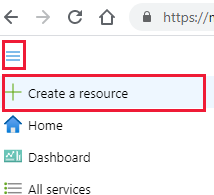 https://m
Create a resource
Home
Dashboard
All services